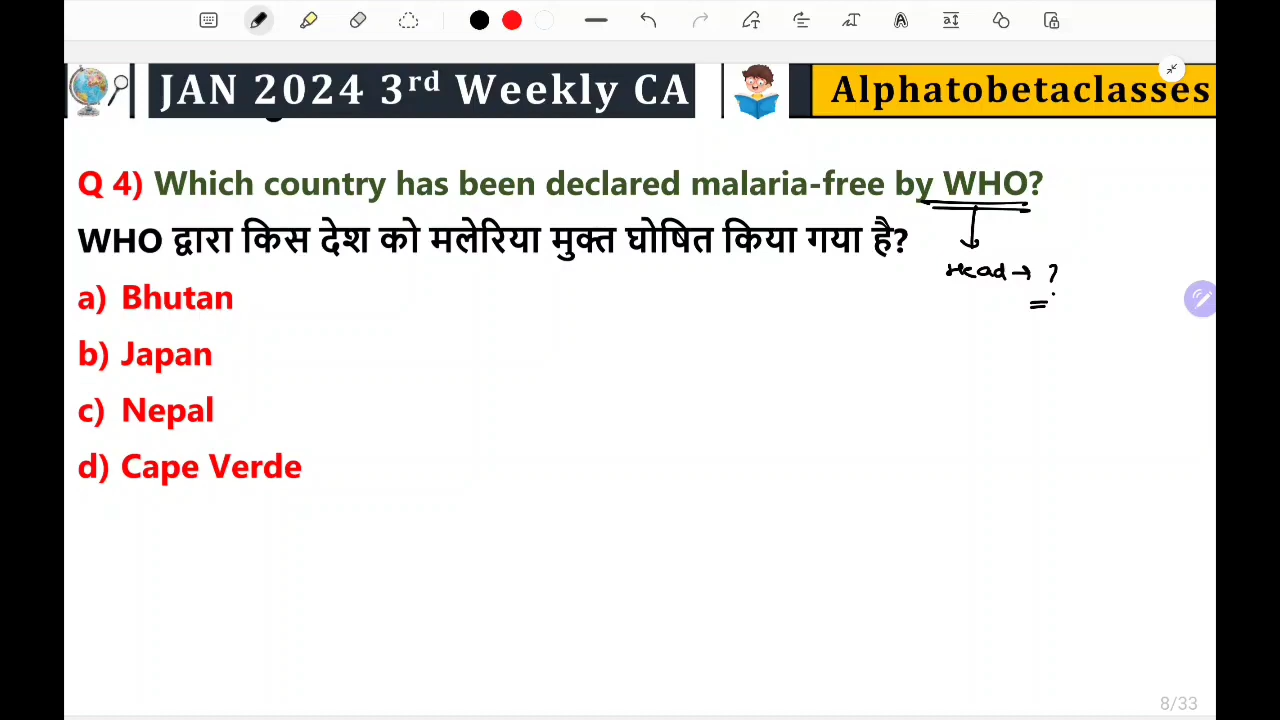 JAN 2024 3rd Weekly CA
Alphatobetaclasses
Q 4) Which country has been declared malaria-free by WHO?
WHO द्वारा किस देश को मलेरिया मुक्त घोषित किया गया है?
Head → ?
a) Bhutan
b) Japan
c) Nepal
d) Cape Verde
8/33